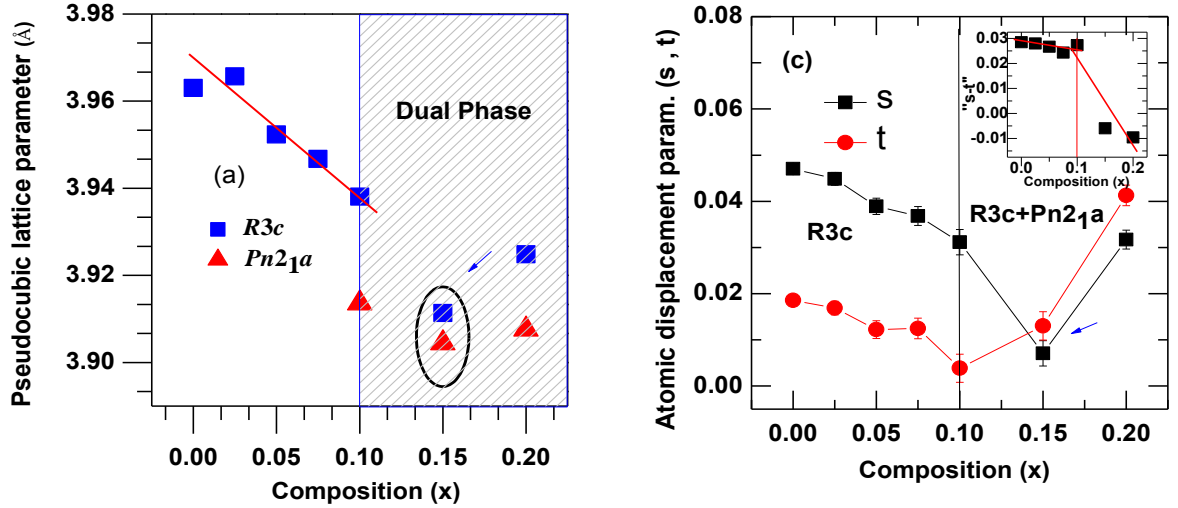 3.98
3.96
3.94
3.92
3.90
Pseudocubic lattice parameter (Å)
(a)
Dual Phase
R3c
Pn2₁a
0.00 0.05 0.10 0.15 0.20
Composition (x)
0.08
0.06
0.04
0.02
0.00
Atomic displacement param. (s , t)
(c)
s
t
R3c
R3c+Pn2₁a
0.00 0.05 0.10 0.15 0.20
Composition (x)
0.03
0.02
0.01
0.00
-0.01
"s-t"
0.0 0.1 0.2
Composition (x)